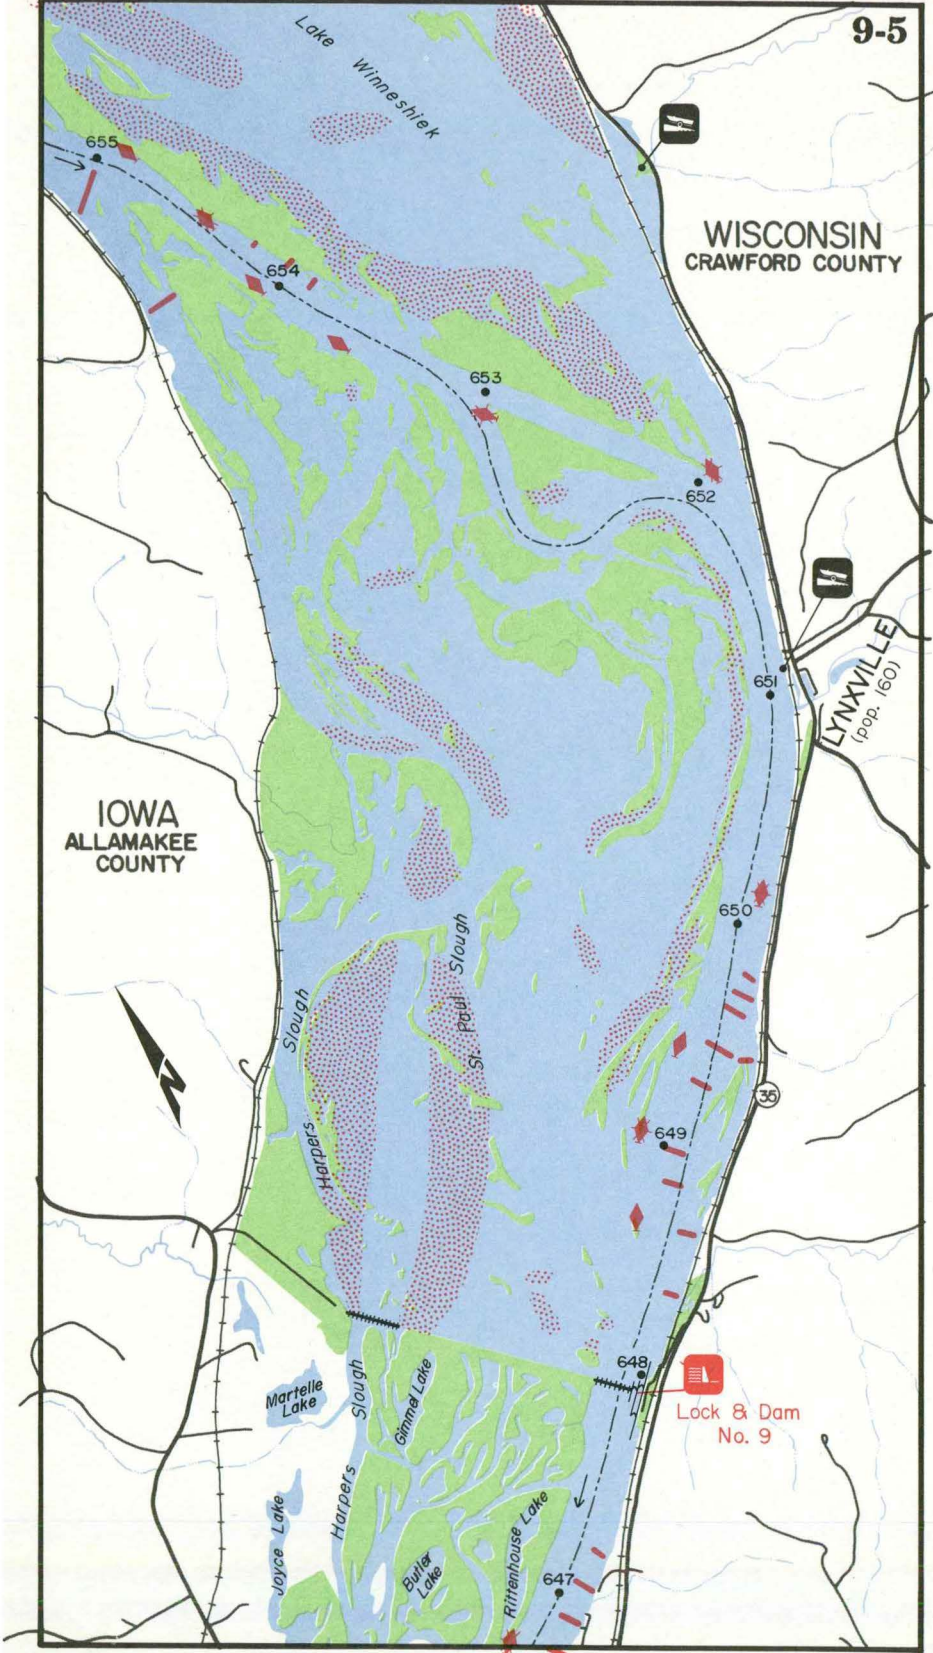 9-5
Lake
Winneshiek
655
WISCONSIN
CRAWFORD COUNTY
654
653
652
651
LYNXVILLE
(pop. 160)
IOWA
ALLAMAKEE
COUNTY
650
St. Paul Slough
Harpers Slough
N
35
649
648
Lock & Dam
No. 9
Martelle
Lake
Gimmel Lake
Harpers Slough
Joyce Lake
Butler
Lake
Rittenhouse Lake
647